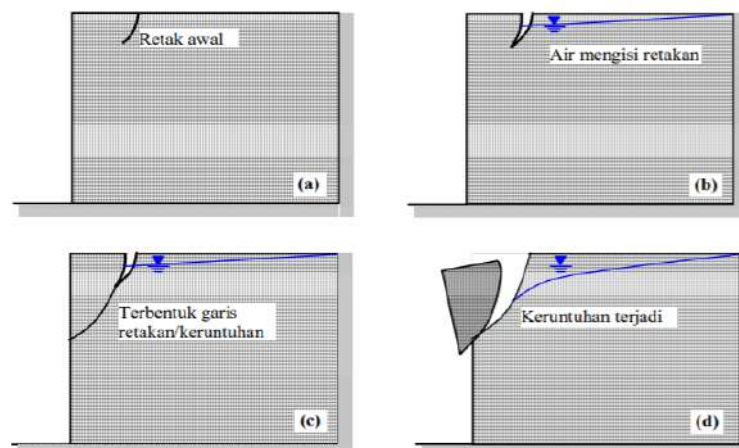 Retak awal
(a)
Air mengisi retakan
(b)
Terbentuk garis
retakan/keruntuhan
(c)
Keruntuhan terjadi
(d)